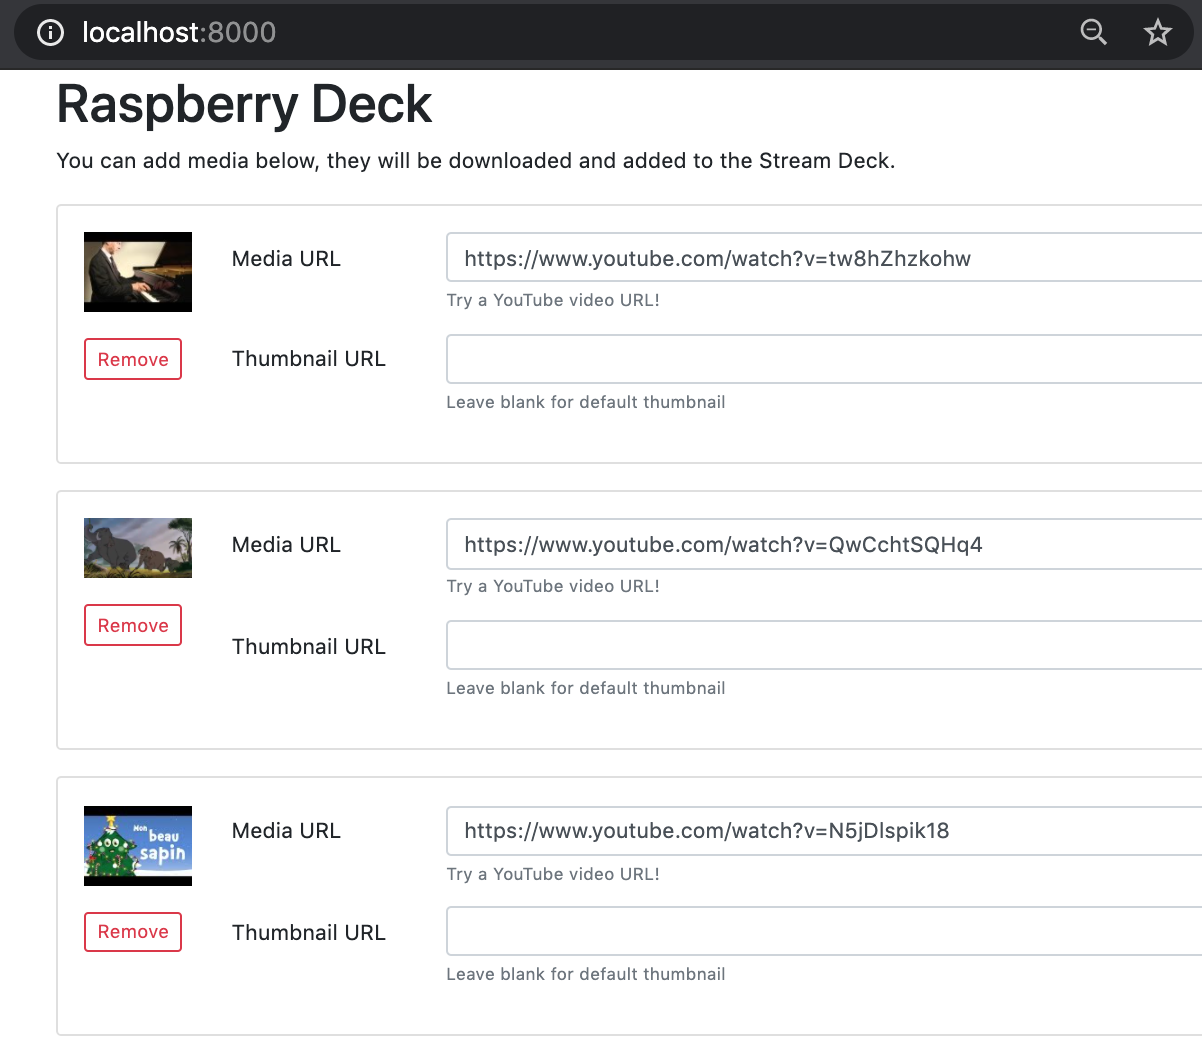 localhost:8000
Raspberry Deck
You can add media below, they will be downloaded and added to the Stream Deck.
Media URL
https://www.youtube.com/watch?v=tw8hZhzkohw
Try a YouTube video URL!
Remove
Thumbnail URL
Leave blank for default thumbnail
Media URL
https://www.youtube.com/watch?v=QwCchtSQHq4
Try a YouTube video URL!
Remove
Thumbnail URL
Leave blank for default thumbnail
Mon
beau
sapin
Media URL
https://www.youtube.com/watch?v=N5jDlspik18
Try a YouTube video URL!
Remove
Thumbnail URL
Leave blank for default thumbnail